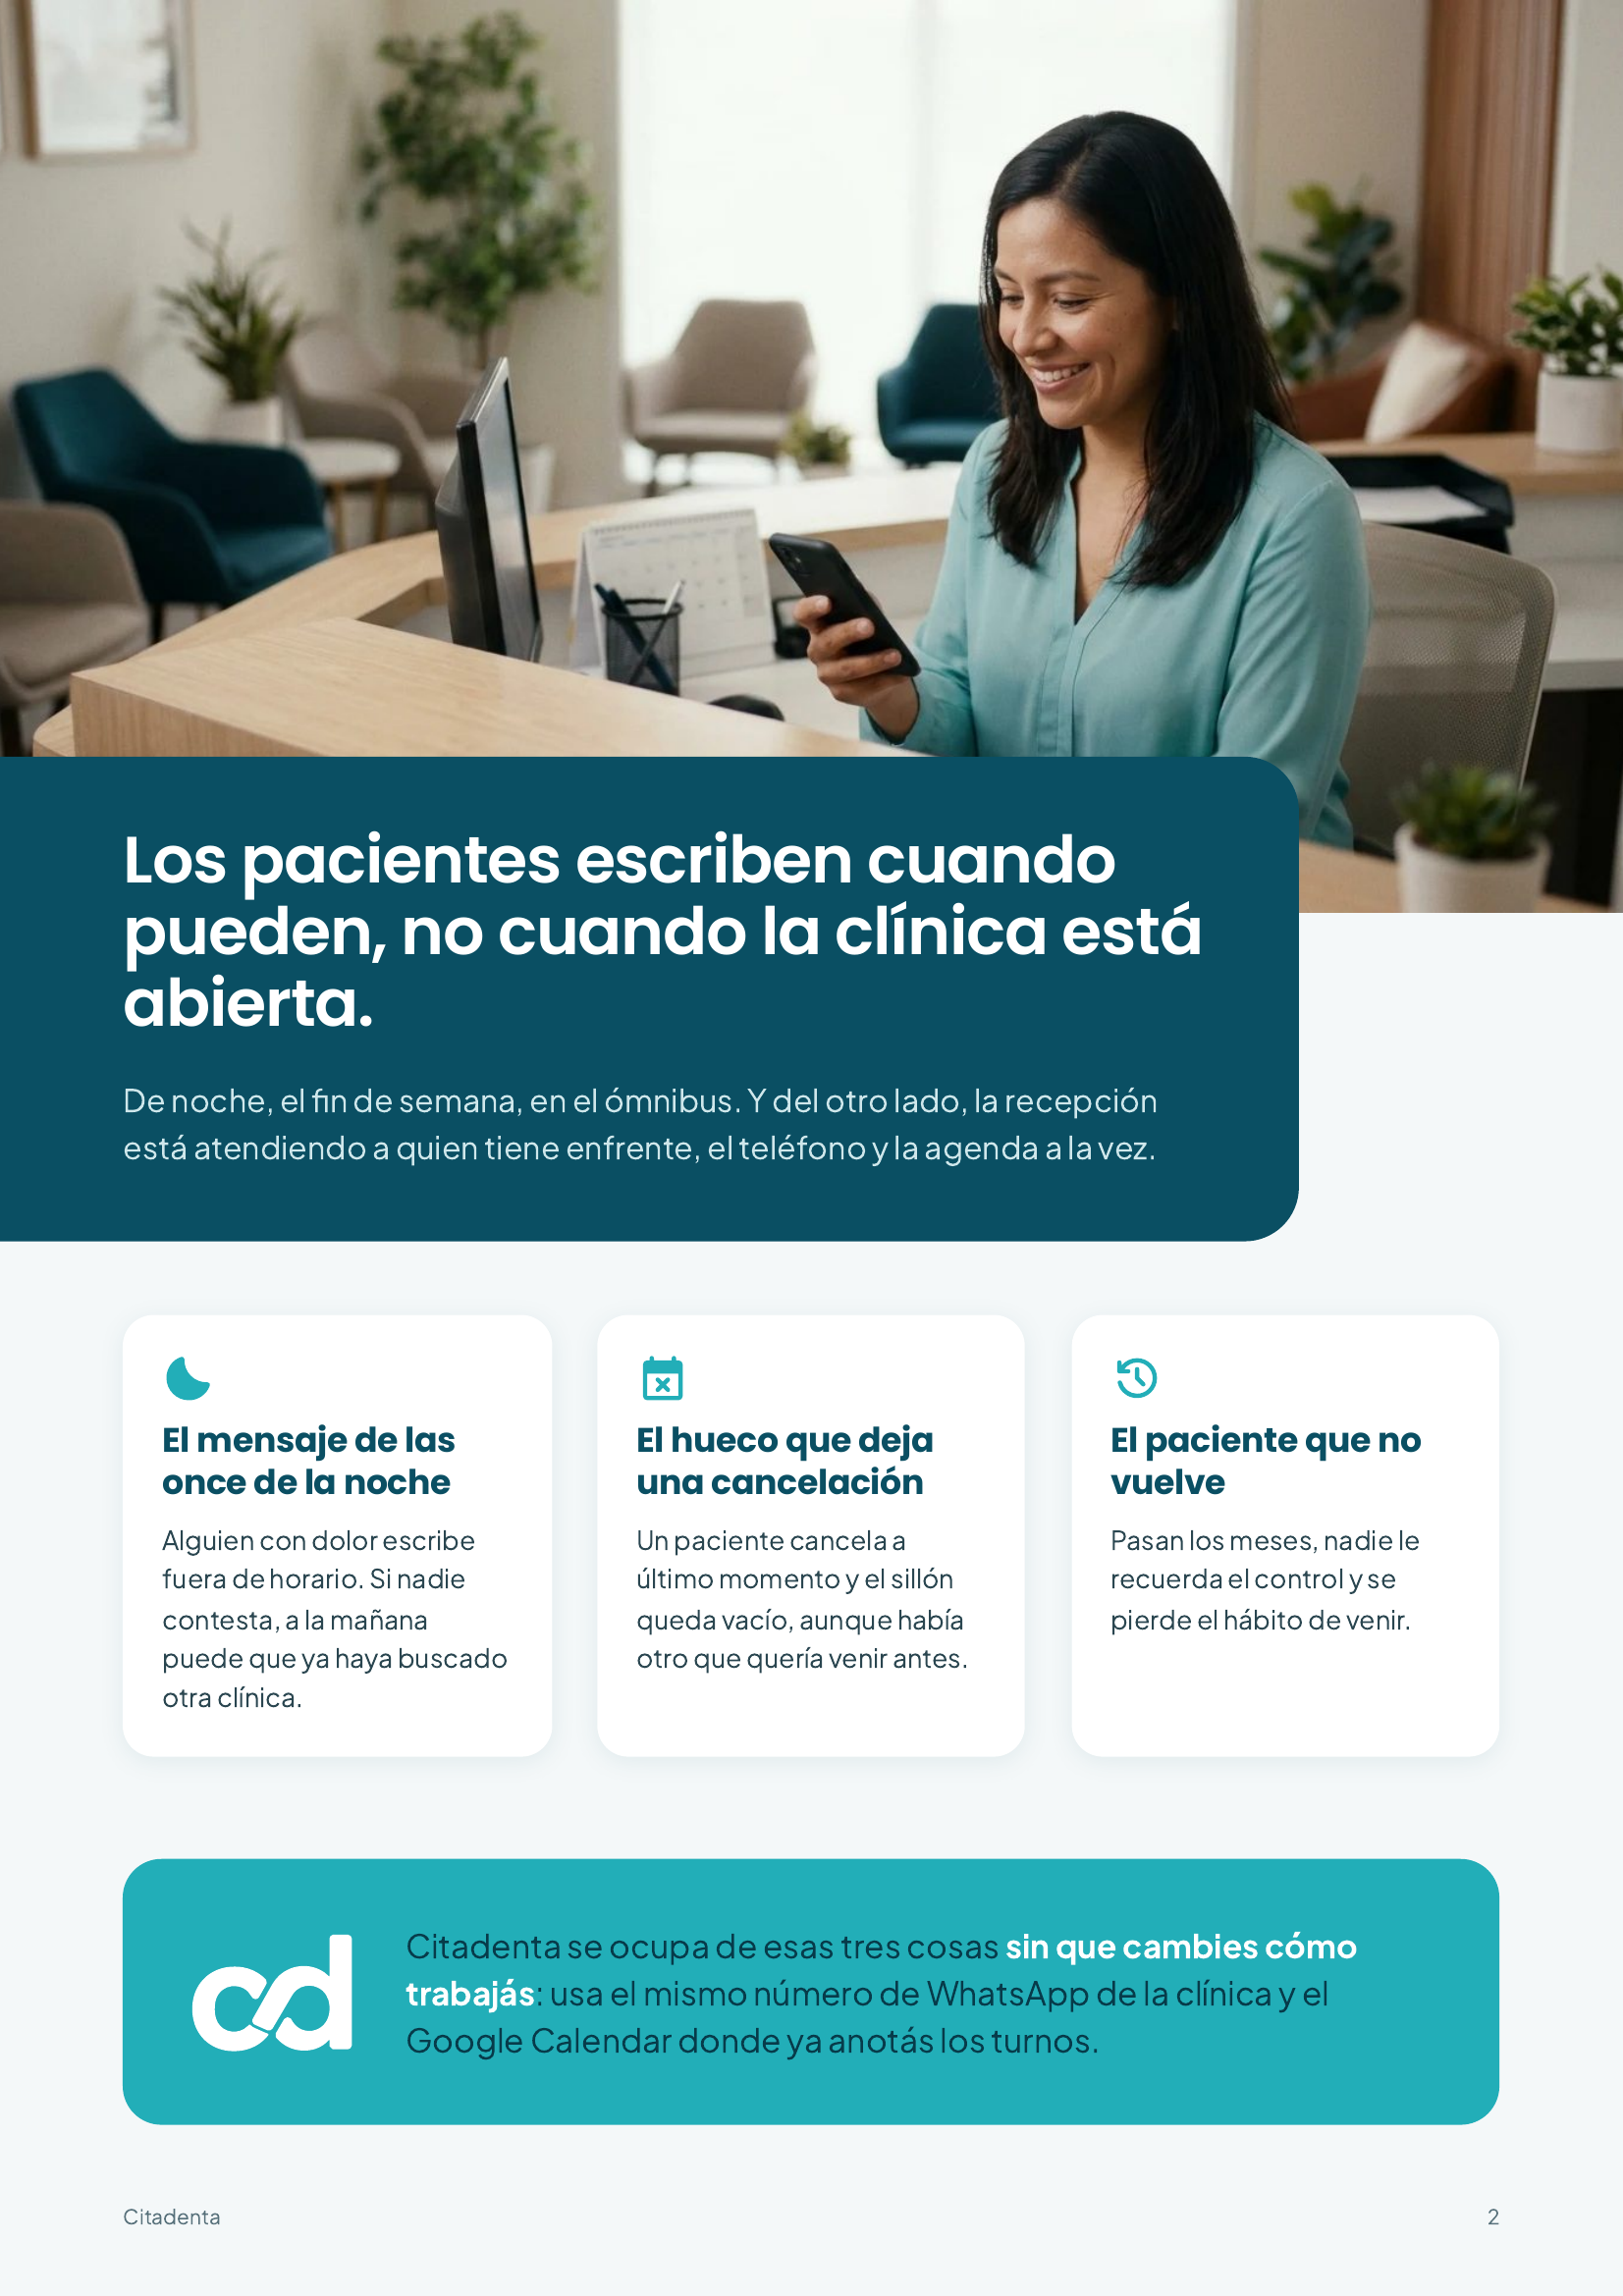 Los pacientes escriben cuando
pueden, no cuando la clínica está
abierta.
De noche, el fin de semana, en el ómnibus. Y del otro lado, la recepción
está atendiendo a quien tiene enfrente, el teléfono y la agenda a la vez.
El mensaje de las
once de la noche
Alguien con dolor escribe
fuera de horario. Si nadie
contesta, a la mañana
puede que ya haya buscado
otra clínica.
El hueco que deja
una cancelación
Un paciente cancela a
último momento y el sillón
queda vacío, aunque había
otro que quería venir antes.
El paciente que no
vuelve
Pasan los meses, nadie le
recuerda el control y se
pierde el hábito de venir.
cd
Citadenta se ocupa de esas tres cosas sin que cambies cómo
trabajás: usa el mismo número de WhatsApp de la clínica y el
Google Calendar donde ya anotás los turnos.
Citadenta
2